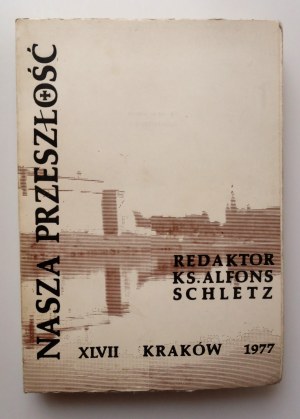 NASZA PRZESZŁOŚĆ
REDAKTOR
KS. ALFONS
SCHLETZ
XLVII KRAKÓW 1977